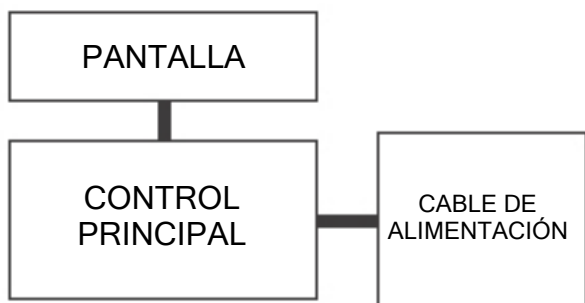 PANTALLA
CONTROL
PRINCIPAL
CABLE DE
ALIMENTACIÓN